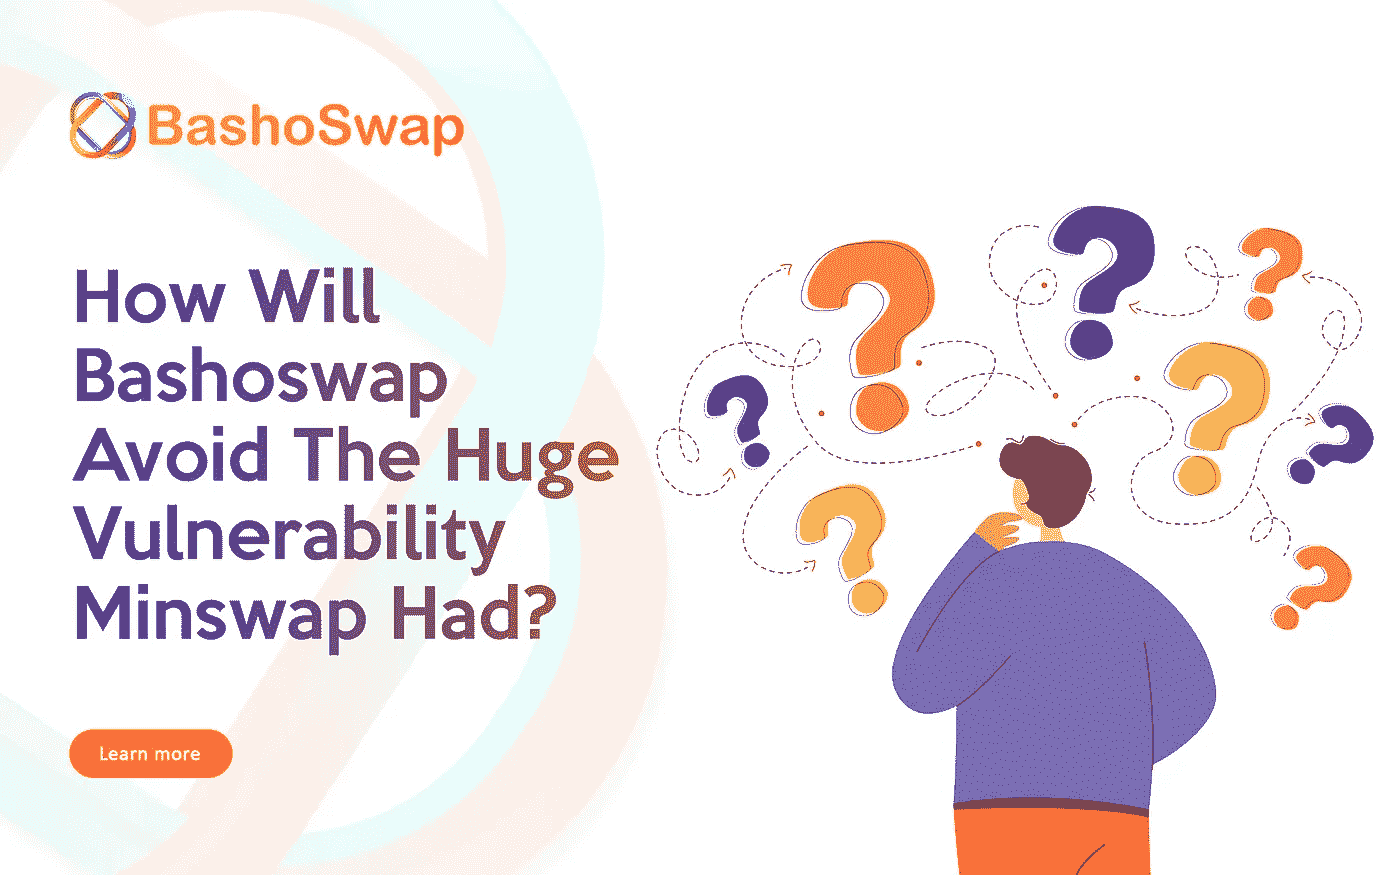 BashoSwap
How Will
Bashoswap
Avoid The Huge
Vulnerability
Minswap Had?
Learn more